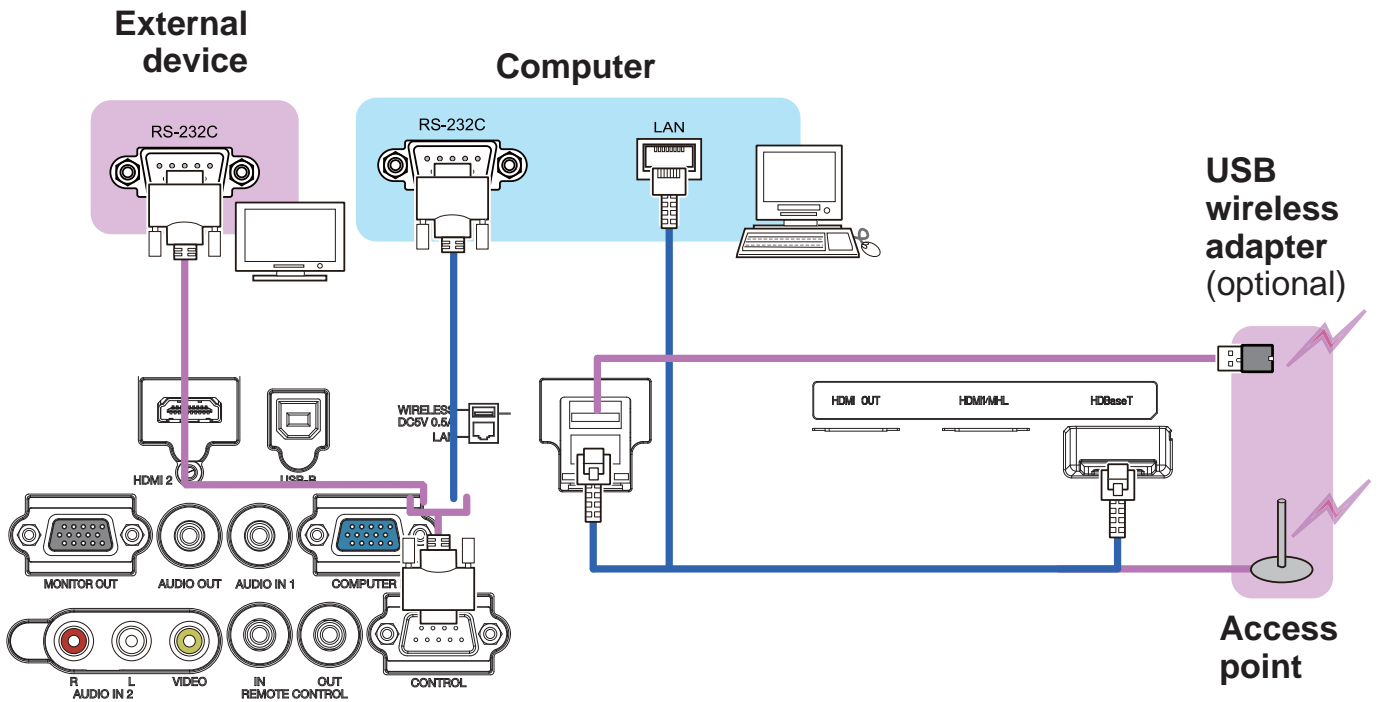 External
device
Computer
RS-232C
RS-232C
LAN
USB
wireless
adapter
(optional)
HDMI OUT
HDMI1/MHL
HDBaseT
WIRELESS
DC5V 0.5A
LAN
HDMI 2
USB-B
MONITOR OUT
AUDIO OUT
AUDIO IN 1
COMPUTER
Access
point
R
L
VIDEO
IN
OUT
CONTROL
AUDIO IN 2
REMOTE CONTROL